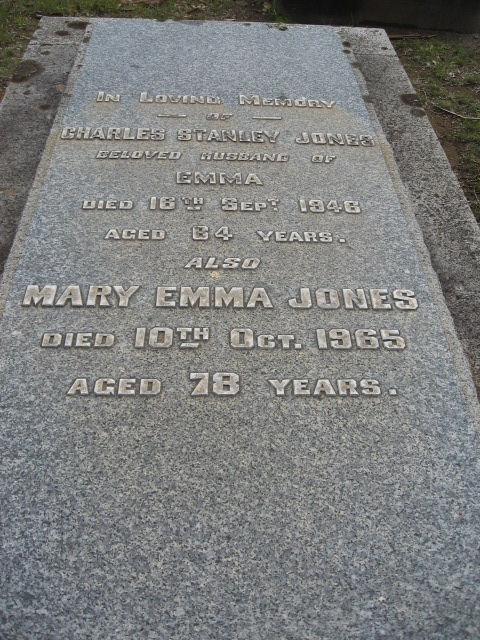 In Loving Memory
— OF —
CHARLES STANLEY JONES
BELOVED HUSBAND OF
EMMA
DIED 16TH SEPT 1946
AGED 64 YEARS.
ALSO
MARY EMMA JONES
DIED 10TH OCT. 1965
AGED 78 YEARS.